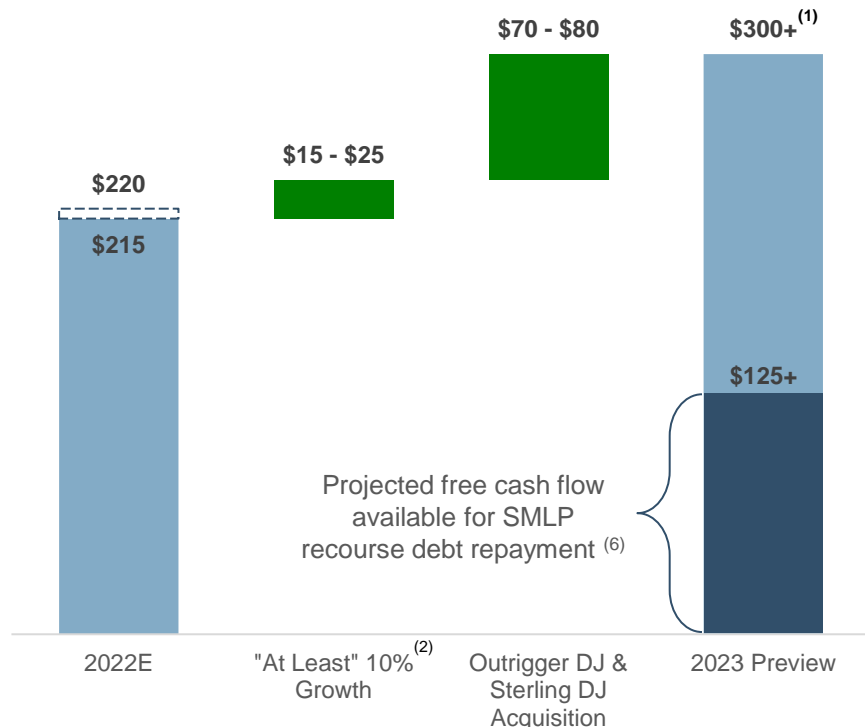 $70 - $80
$300+(1)
$15 - $25
$220
$215
$125+
Projected free cash flow
available for SMLP
recourse debt repayment (6)
2022E
"At Least" 10%(2)
Growth
Outrigger DJ &
Sterling DJ
Acquisition
2023 Preview